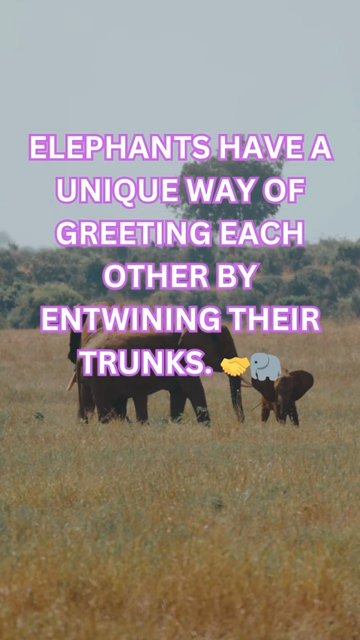 ELEPHANTS HAVE A
UNIQUE WAY OF
GREETING EACH
OTHER BY
ENTWINING THEIR
TRUNKS. 🤝🐘